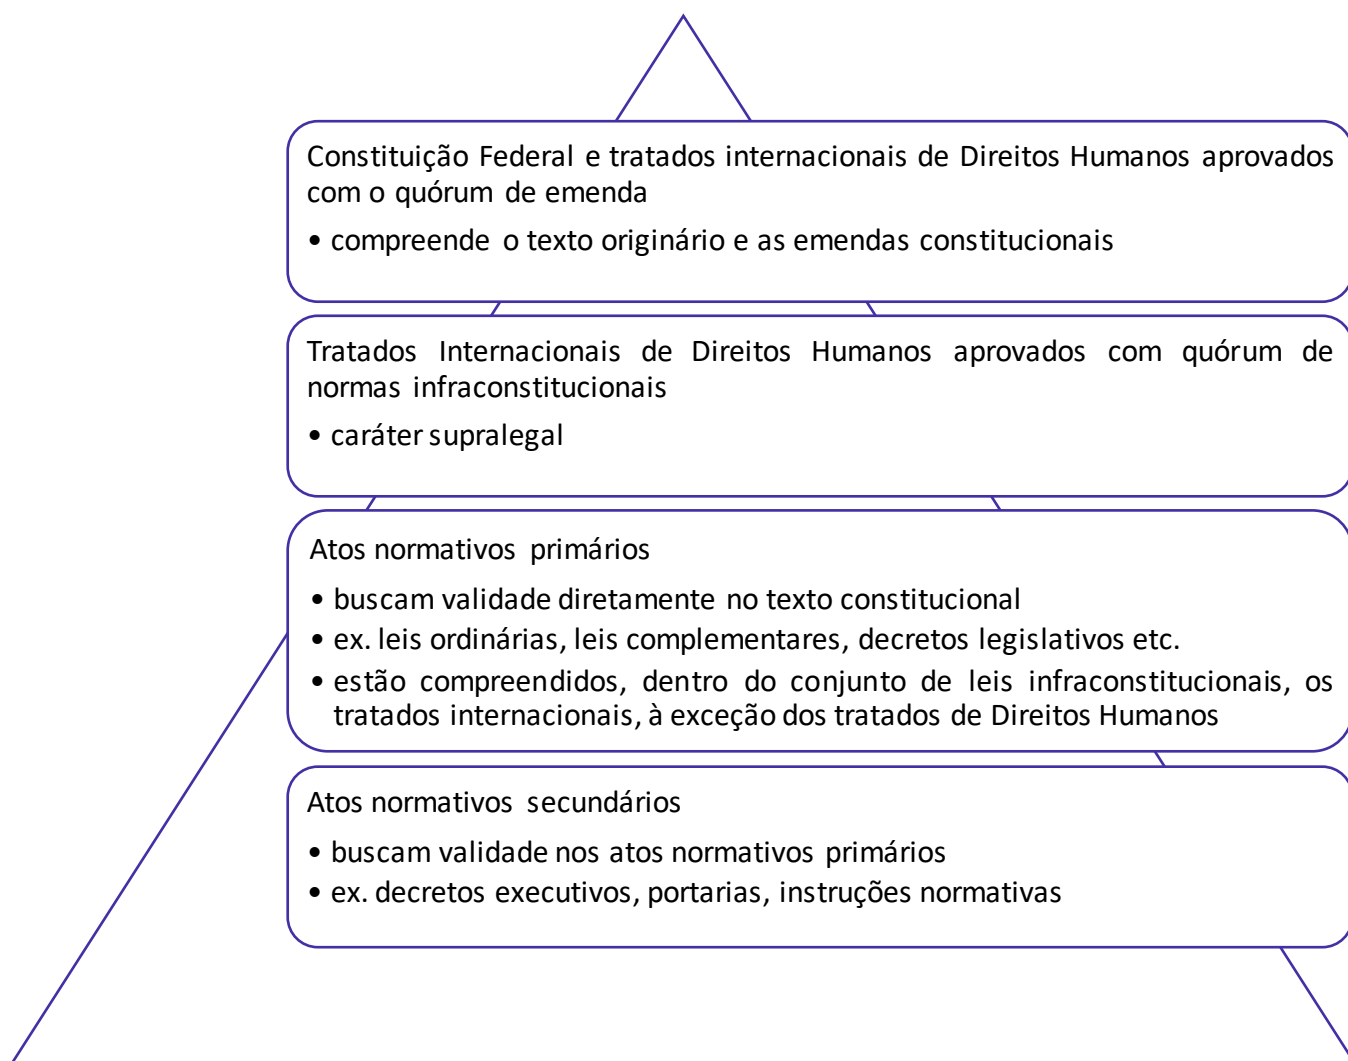 Constituição Federal e tratados internacionais de Direitos Humanos aprovados
com o quórum de emenda
• compreende o texto originário e as emendas constitucionais
Tratados Internacionais de Direitos Humanos aprovados com quórum de
normas infraconstitucionais
• caráter supralegal
Atos normativos primários
• buscam validade diretamente no texto constitucional
• ex. leis ordinárias, leis complementares, decretos legislativos etc.
• estão compreendidos, dentro do conjunto de leis infraconstitucionais, os
tratados internacionais, à exceção dos tratados de Direitos Humanos
Atos normativos secundários
• buscam validade nos atos normativos primários
• ex. decretos executivos, portarias, instruções normativas